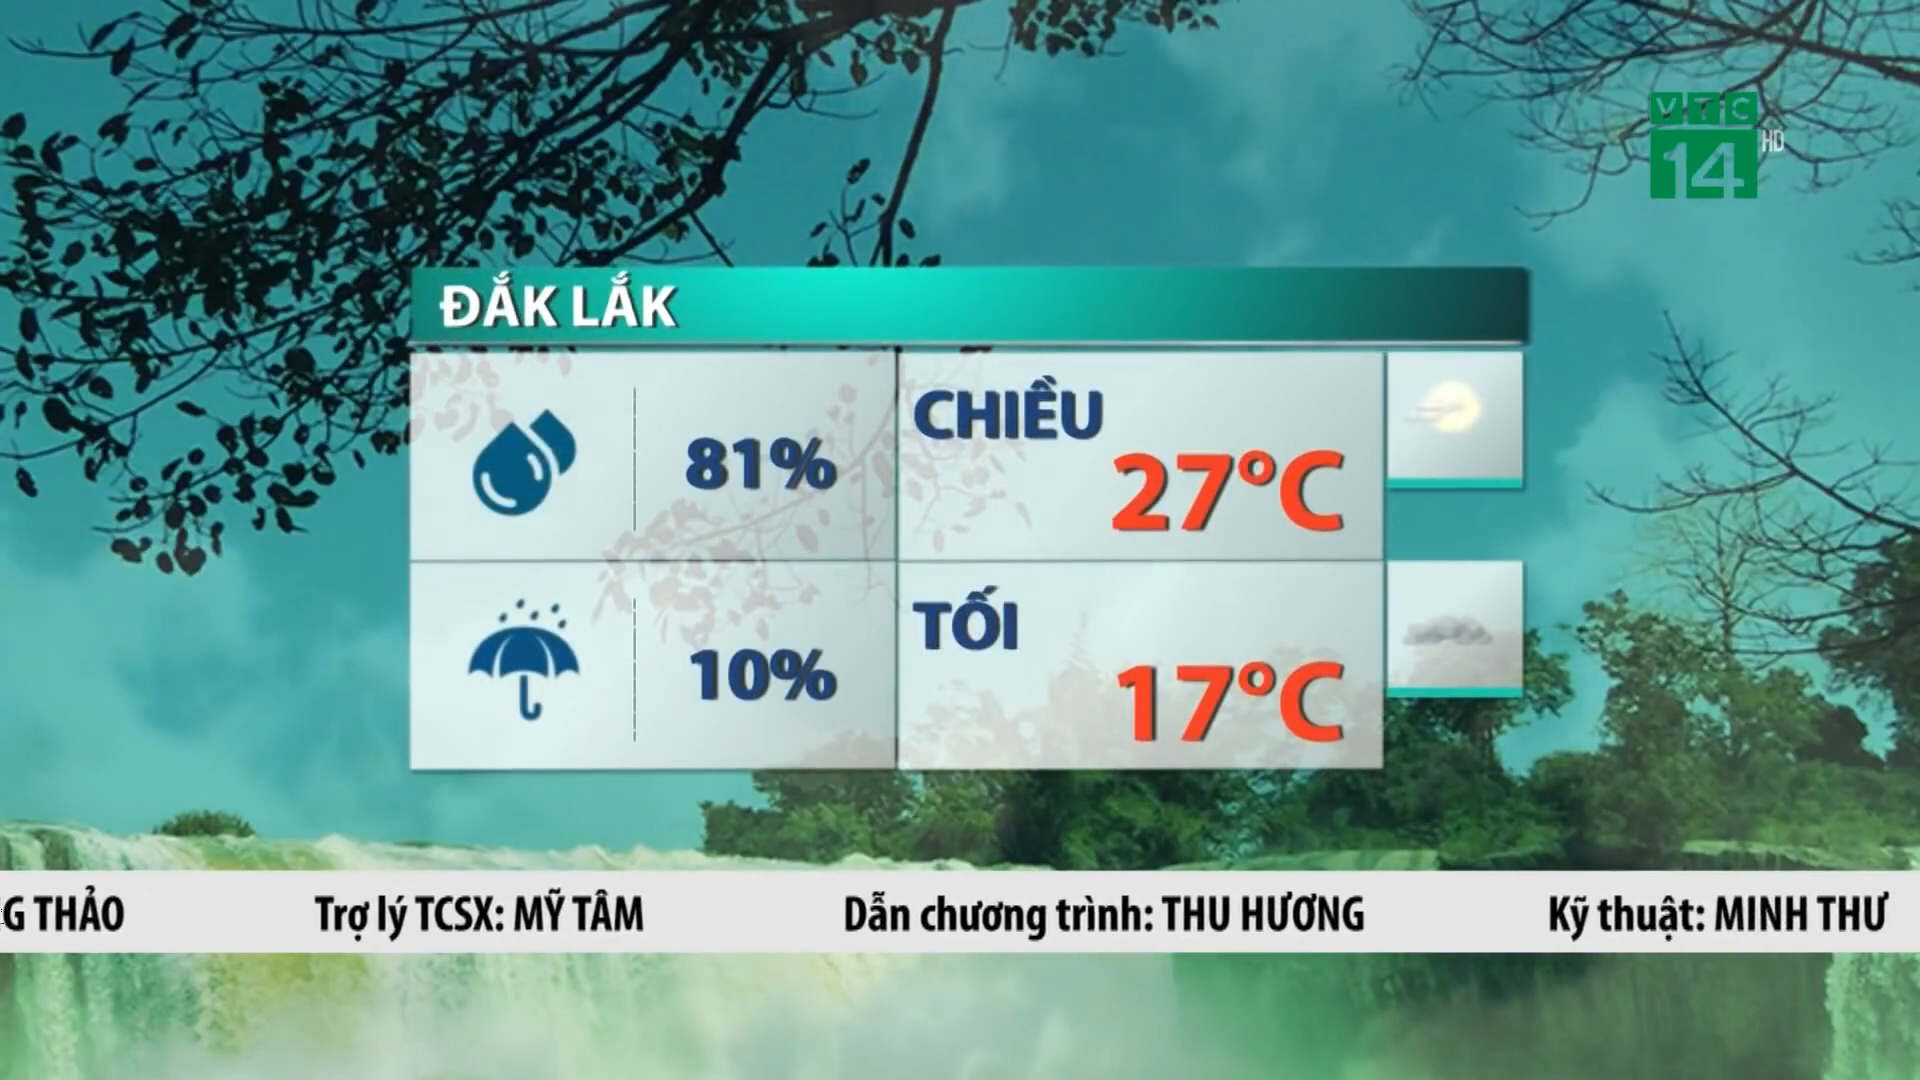 VTC
14
HD
ĐẮK LẮK
81%
CHIỀU
27°C
10%
TỐI
17°C
G THẢO
Trợ lý TCSX: MỸ TÂM
Dẫn chương trình: THU HƯƠNG
Kỹ thuật: MINH THƯ